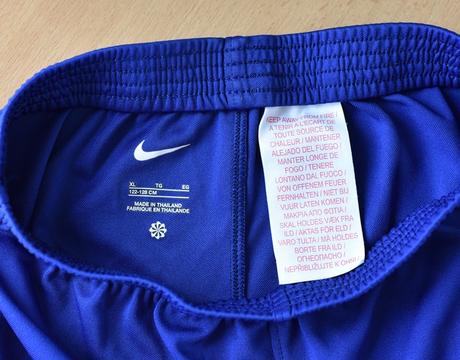 XL TG EG
122-128 CM
MADE IN THAILAND
FABRIQUÉ EN THAÏLANDE
KEEP AWAY FROM FIRE /
A TENIR A L'ÉCART DE
TOUTE SOURCE DE
CHALEUR / MANTENER
ALEJADO DEL FUEGO /
MANTER LONGE DE
FOGO / TENERE
LONTANO DAL FUOCO /
VON OFFENEM FEUER
FERNHALTEN / NIET BIJ
VUUR LATEN KOMEN /
ΜΑΚΡΙΑ ΑΠΟ ΦΩΤΙΑ /
SKAL HOLDES VÆK FRA
ILD / AKTAS FÖR ELD /
VARO TULTA / MÅ HOLDES
BORTE FRA ILD /
ОГНЕОПАСНО /
NEPŘIBLIŽUJTE K OHNI /